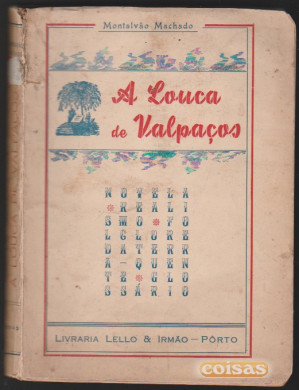 Montalvão Machado
A Louca
de Valpaços
NOVELA
•REALI
SMO•FO
LCLORE
DATERR
A-QUEN
TE•GLO
SSÁRIO
LIVRARIA LELLO & IRMÃO — PÔRTO
coisas